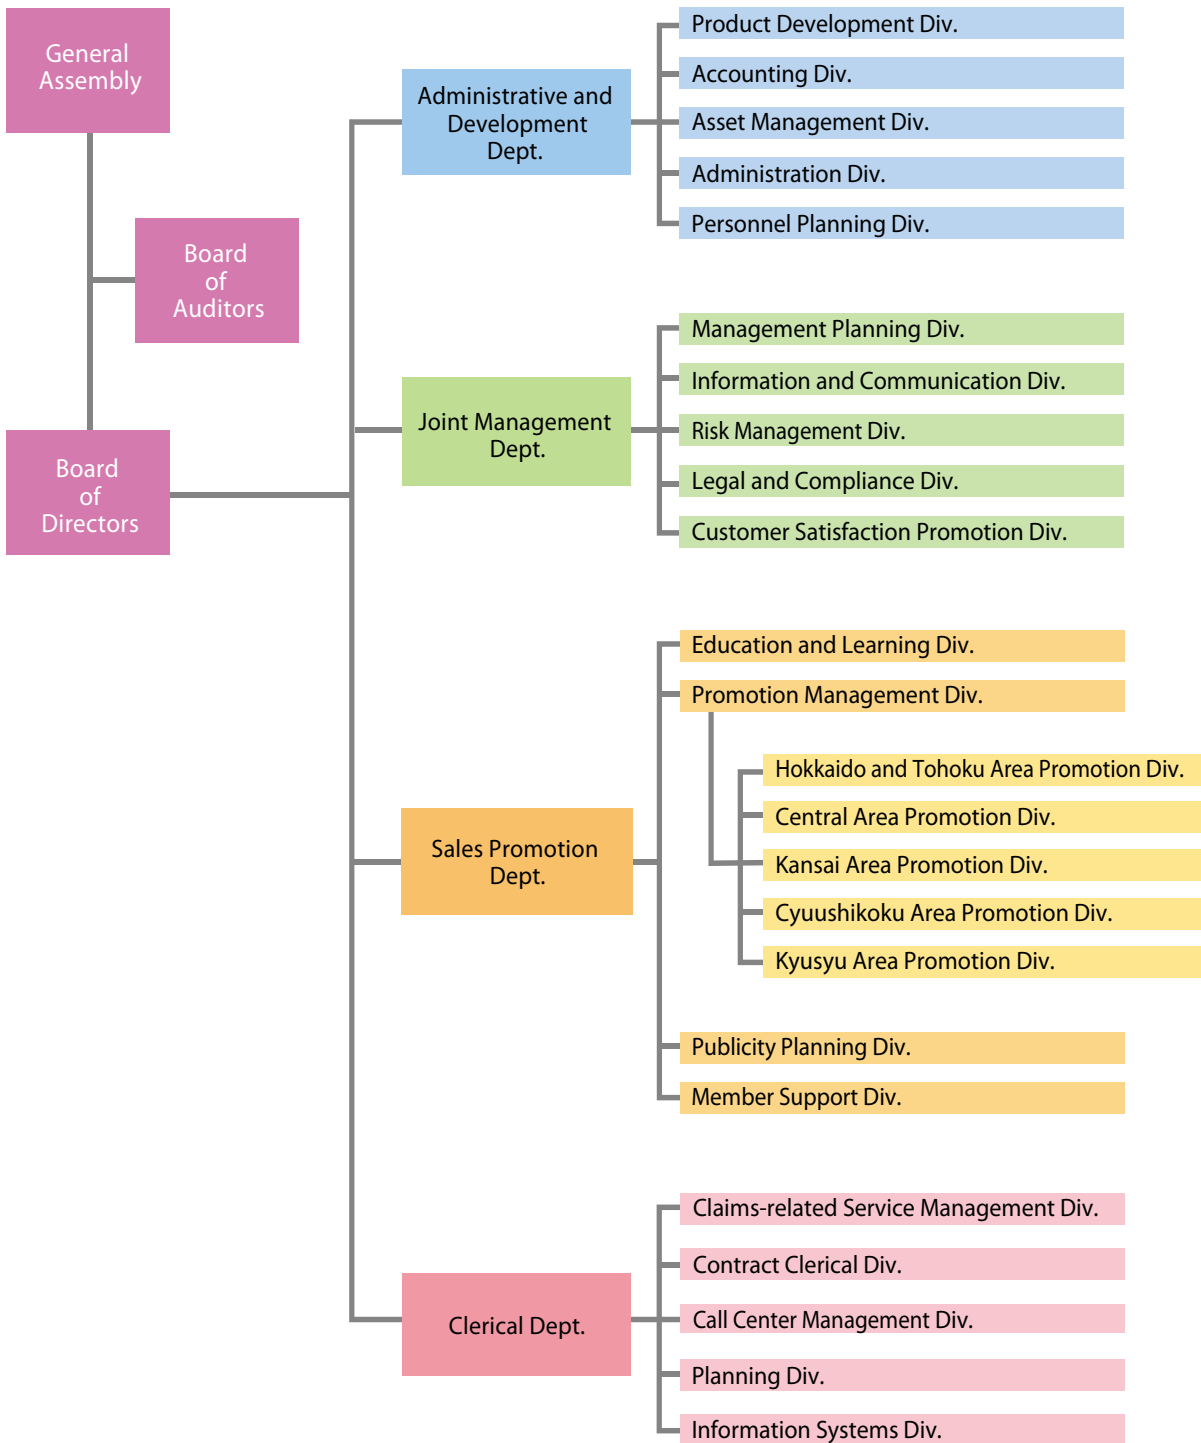 General
Assembly
Board
of
Auditors
Board
of
Directors
Administrative and
Development
Dept.
Product Development Div.
Accounting Div.
Asset Management Div.
Administration Div.
Personnel Planning Div.
Joint Management
Dept.
Management Planning Div.
Information and Communication Div.
Risk Management Div.
Legal and Compliance Div.
Customer Satisfaction Promotion Div.
Sales Promotion
Dept.
Education and Learning Div.
Promotion Management Div.
Hokkaido and Tohoku Area Promotion Div.
Central Area Promotion Div.
Kansai Area Promotion Div.
Cyuushikoku Area Promotion Div.
Kyusyu Area Promotion Div.
Publicity Planning Div.
Member Support Div.
Clerical Dept.
Claims-related Service Management Div.
Contract Clerical Div.
Call Center Management Div.
Planning Div.
Information Systems Div.